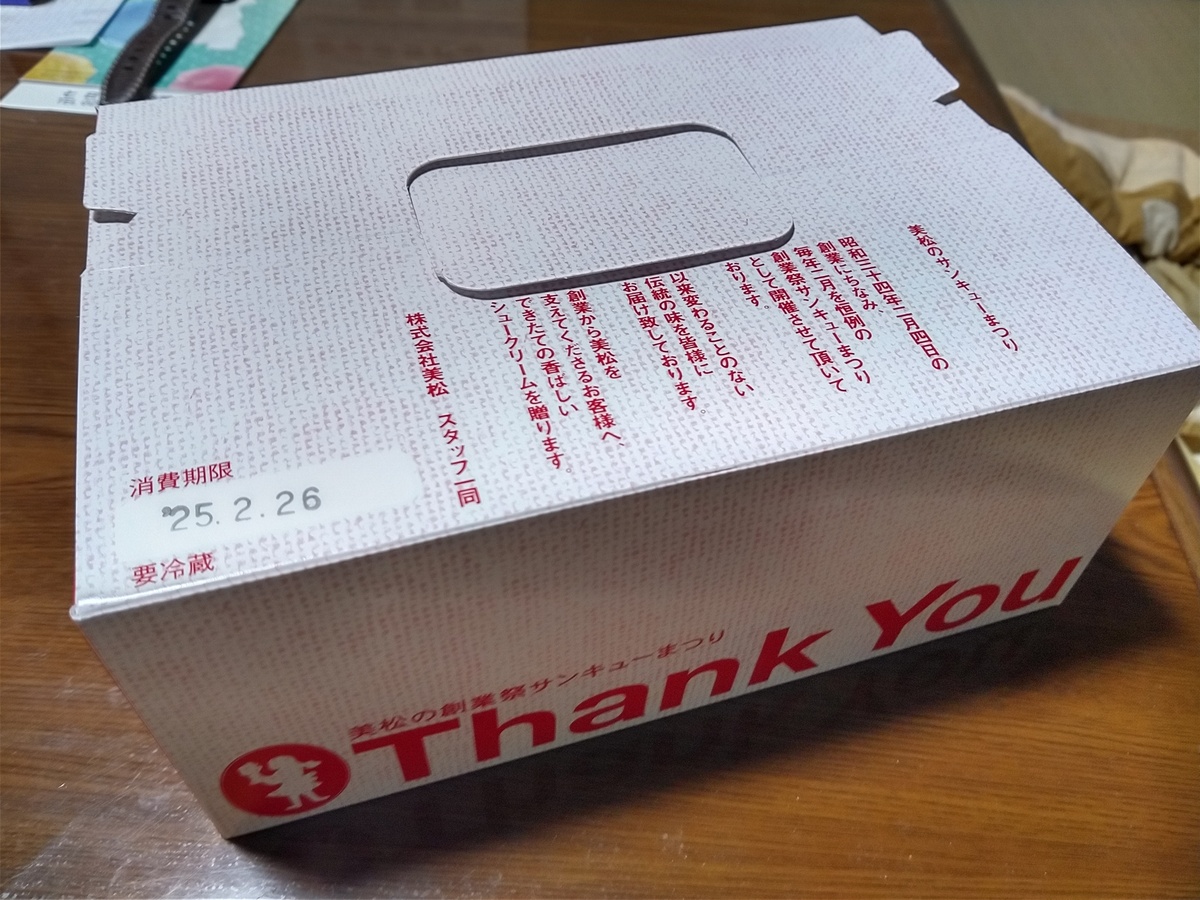 美松のサンキューまつり
昭和三十四年二月四日の
創業にちなみ、
毎年二月を恒例の
創業祭サンキューまつり
として開催させて頂いて
おります。
以来変わることのない
伝統の味を皆様に
お届け致しております。
創業から美松を
支えてくださるお客様へ、
できたての香ばしい
シュークリームを贈ります。
株式会社美松 スタッフ一同
消費期限
25.2.26
要冷蔵
美松の創業祭サンキューまつり
Thank You